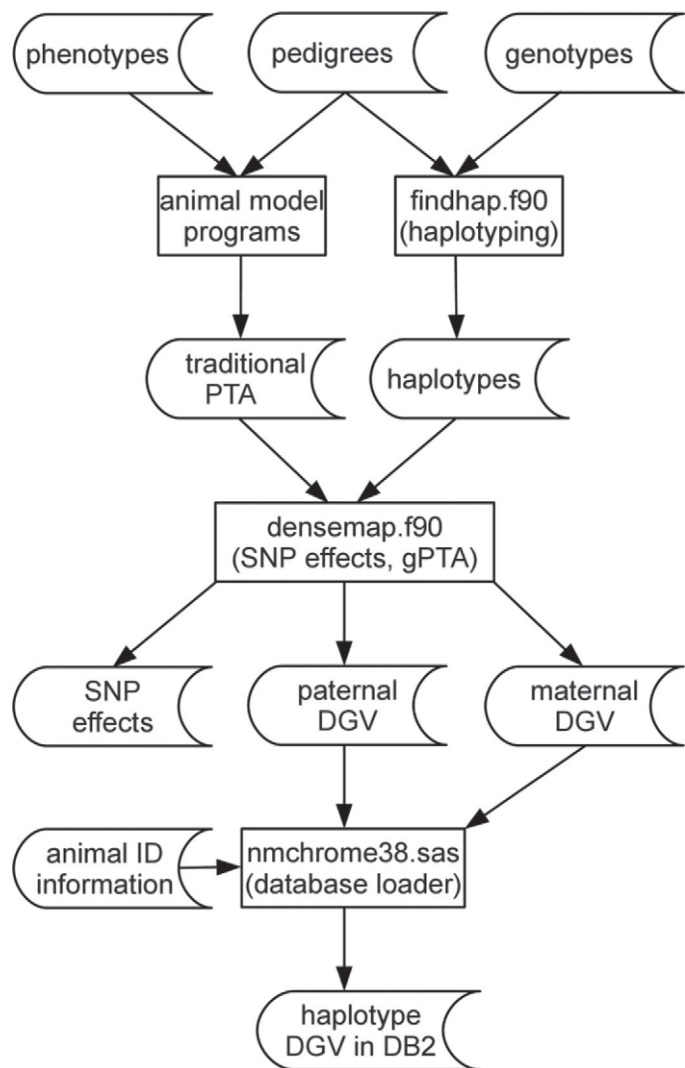 phenotypes
pedigrees
genotypes
animal model
programs
findhap.f90
(haplotyping)
traditional
PTA
haplotypes
densemap.f90
(SNP effects, gPTA)
SNP
effects
paternal
DGV
maternal
DGV
animal ID
information
nmchrome38.sas
(database loader)
haplotype
DGV in DB2